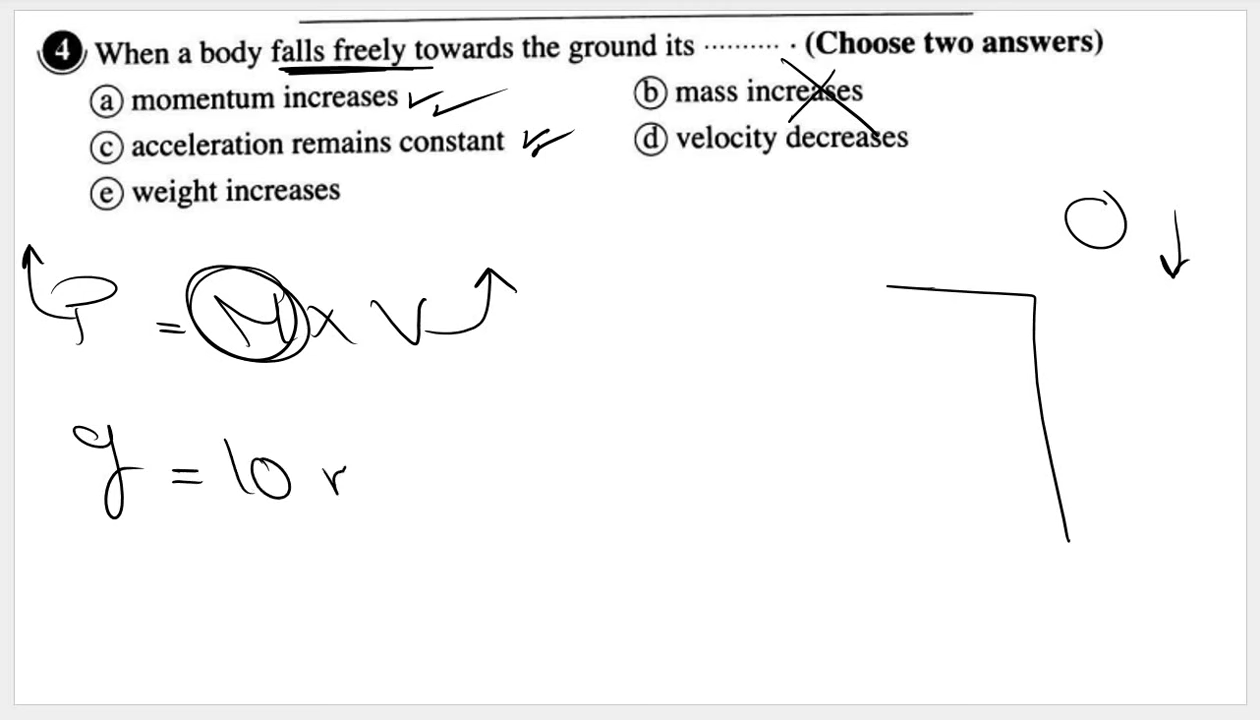 4 When a body falls freely towards the ground its .......... . (Choose two answers)
a momentum increases
b mass increases
c acceleration remains constant
d velocity decreases
e weight increases
P = M x V
g = 10